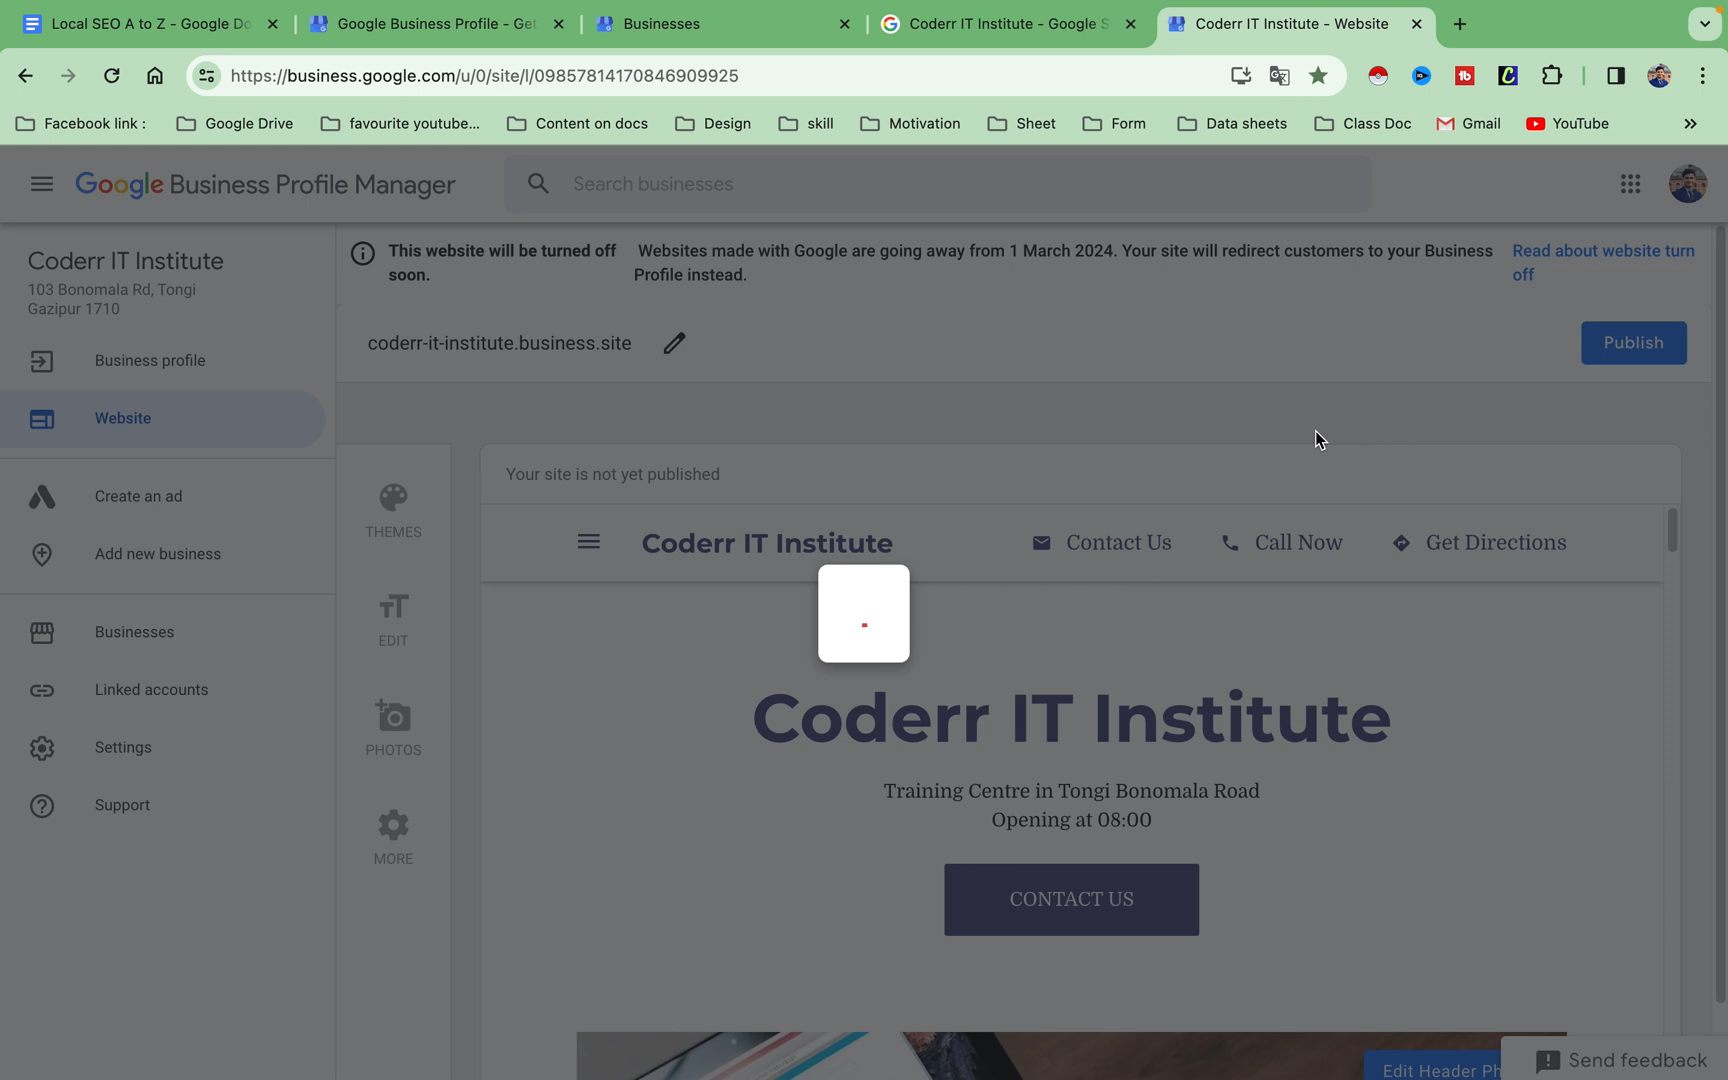 Local SEO A to Z - Google Do
Google Business Profile - Get
Businesses
Coderr IT Institute - Google S
Coderr IT Institute - Website
https://business.google.com/u/0/site/l/09857814170846909925
Facebook link :
Google Drive
favourite youtube...
Content on docs
Design
skill
Motivation
Sheet
Form
Data sheets
Class Doc
Gmail
YouTube
Google Business Profile Manager
Search businesses
Coderr IT Institute
103 Bonomala Rd, Tongi
Gazipur 1710
This website will be turned off
soon.
Websites made with Google are going away from 1 March 2024. Your site will redirect customers to your Business
Profile instead.
Read about website turn
off
coderr-it-institute.business.site
Publish
Business profile
Website
Create an ad
Add new business
Businesses
Linked accounts
Settings
Support
THEMES
EDIT
PHOTOS
MORE
Your site is not yet published
Coderr IT Institute
Contact Us
Call Now
Get Directions
Coderr IT Institute
Training Centre in Tongi Bonomala Road
Opening at 08:00
CONTACT US
Edit Header Ph
Send feedback